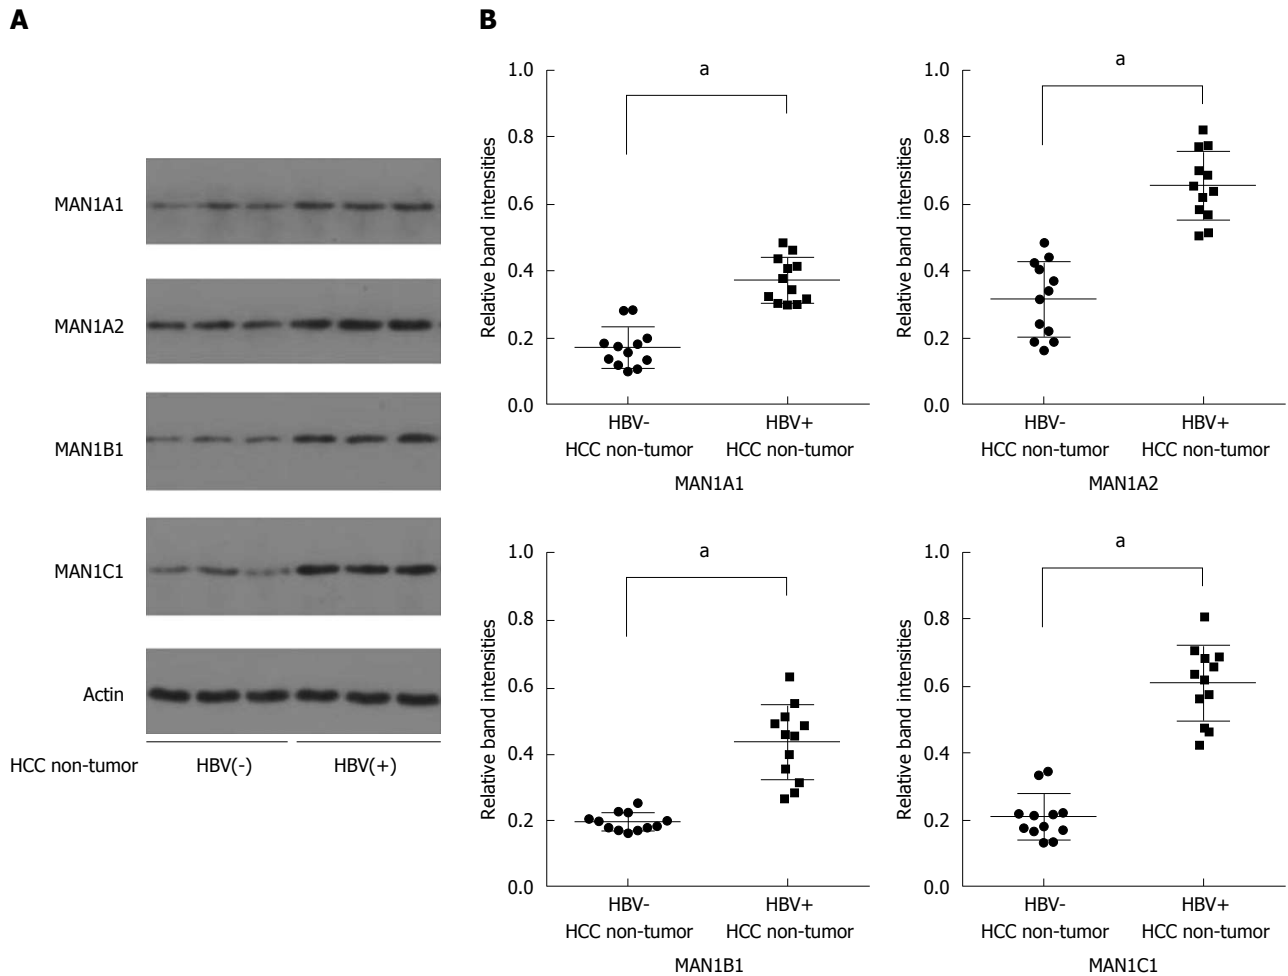 A
MAN1A1
MAN1A2
MAN1B1
MAN1C1
Actin
HCC non-tumor
HBV(-)
HBV(+)
B
Relative band intensities
1.0
0.8
0.6
0.4
0.2
0.0
a
HBV-
HCC non-tumor
HBV+
HCC non-tumor
MAN1A1
Relative band intensities
1.0
0.8
0.6
0.4
0.2
0.0
a
HBV-
HCC non-tumor
HBV+
HCC non-tumor
MAN1A2
Relative band intensities
1.0
0.8
0.6
0.4
0.2
0.0
a
HBV-
HCC non-tumor
HBV+
HCC non-tumor
MAN1B1
Relative band intensities
1.0
0.8
0.6
0.4
0.2
0.0
a
HBV-
HCC non-tumor
HBV+
HCC non-tumor
MAN1C1